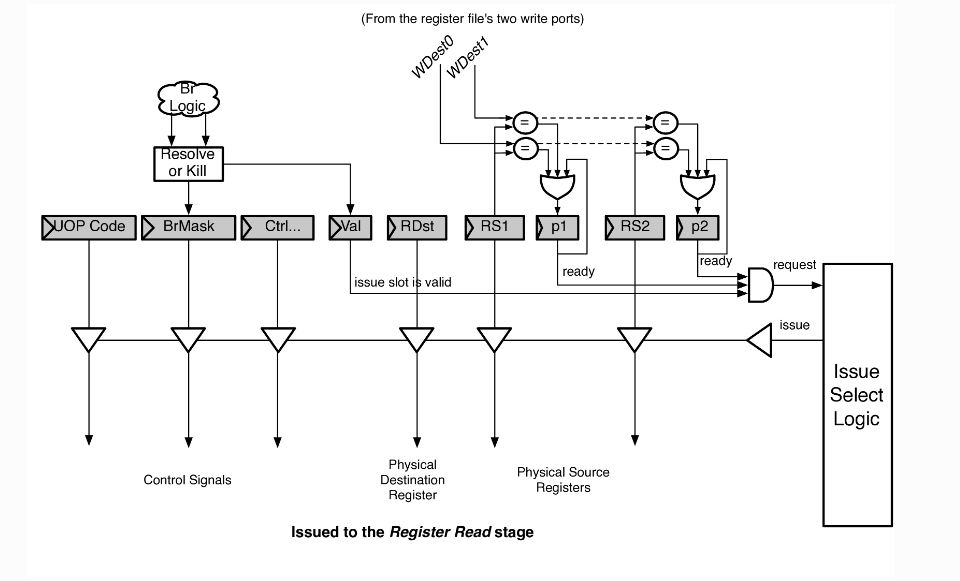 (From the register file's two write ports)
WDest0
WDest1
Br
Logic
=
=
=
=
Resolve
or Kill
UOP Code
BrMask
Ctrl...
Val
RDst
RS1
p1
RS2
p2
ready
ready
request
issue slot is valid
issue
Issue
Select
Logic
Control Signals
Physical
Destination
Register
Physical Source
Registers
Issued to the Register Read stage